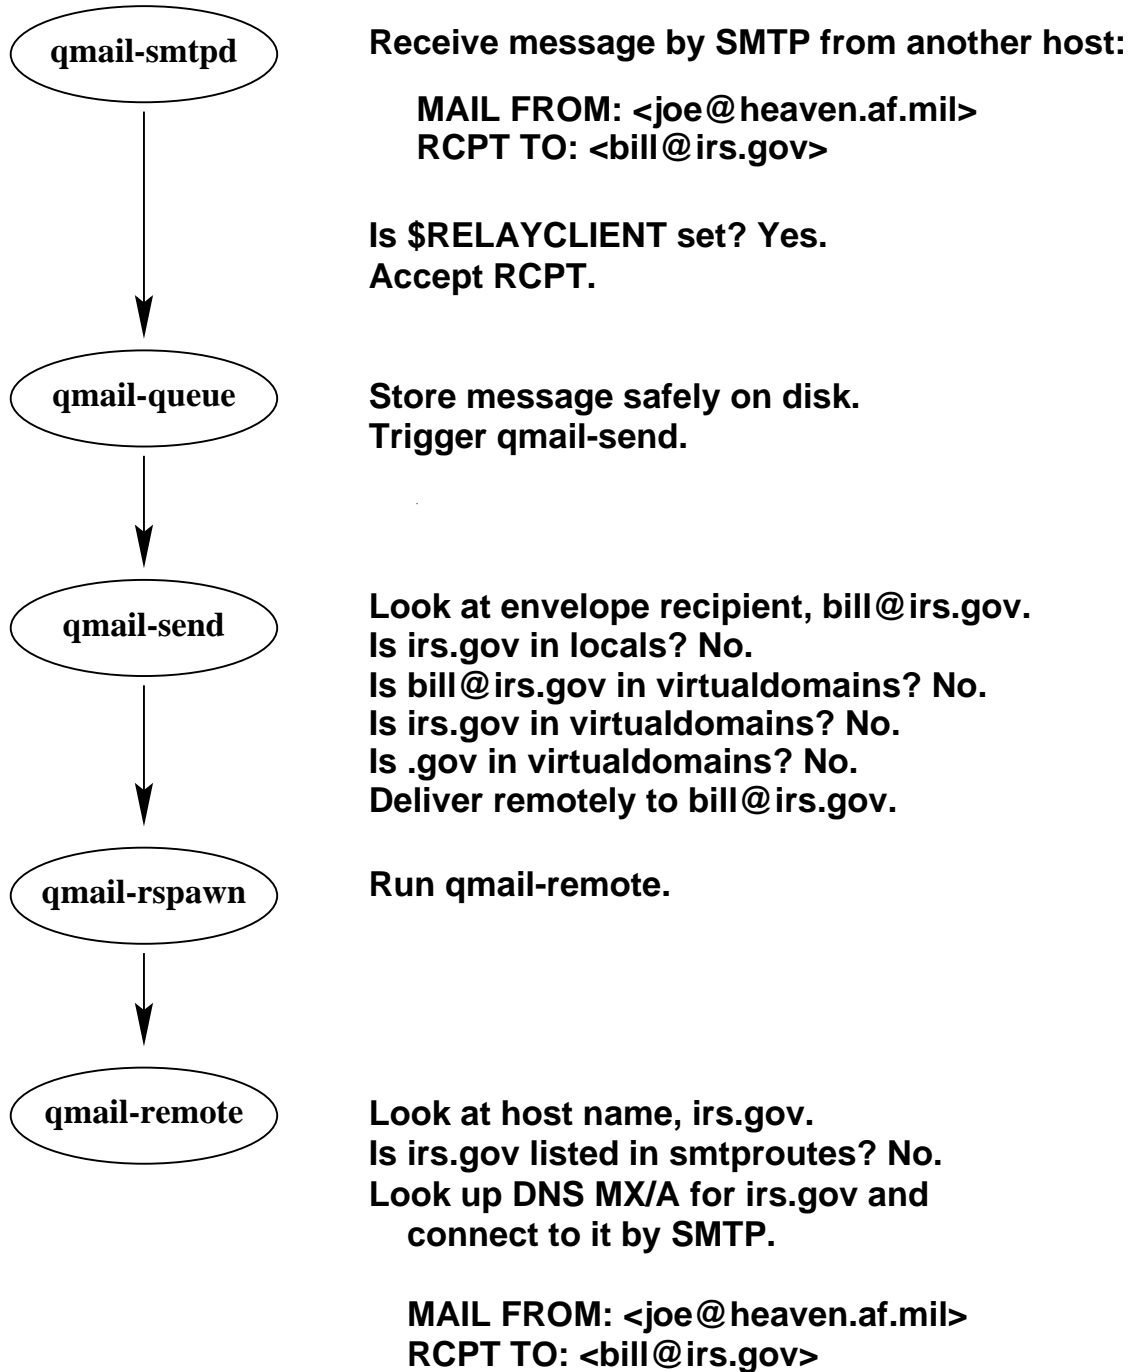 qmail-smtpd
Receive message by SMTP from another host:
MAIL FROM: <joe@heaven.af.mil>
RCPT TO: <bill@irs.gov>
Is $RELAYCLIENT set? Yes.
Accept RCPT.
qmail-queue
Store message safely on disk.
Trigger qmail-send.
qmail-send
Look at envelope recipient, bill@irs.gov.
Is irs.gov in locals? No.
Is bill@irs.gov in virtualdomains? No.
Is irs.gov in virtualdomains? No.
Is .gov in virtualdomains? No.
Deliver remotely to bill@irs.gov.
qmail-rspawn
Run qmail-remote.
qmail-remote
Look at host name, irs.gov.
Is irs.gov listed in smtproutes? No.
Look up DNS MX/A for irs.gov and
connect to it by SMTP.
MAIL FROM: <joe@heaven.af.mil>
RCPT TO: <bill@irs.gov>